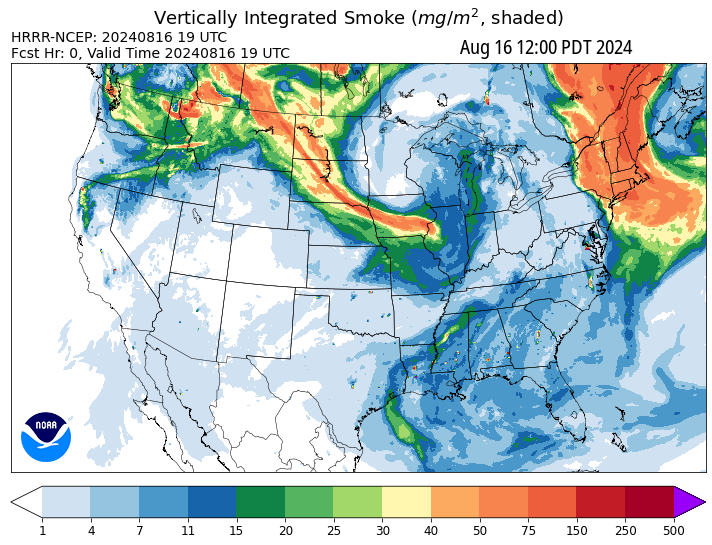 Vertically Integrated Smoke (mg/m², shaded)
HRRR-NCEP: 20240816 19 UTC
Fcst Hr: 0, Valid Time 20240816 19 UTC
Aug 16 12:00 PDT 2024
NOAA
1 4 7 11 15 20 25 30 40 50 75 150 250 500